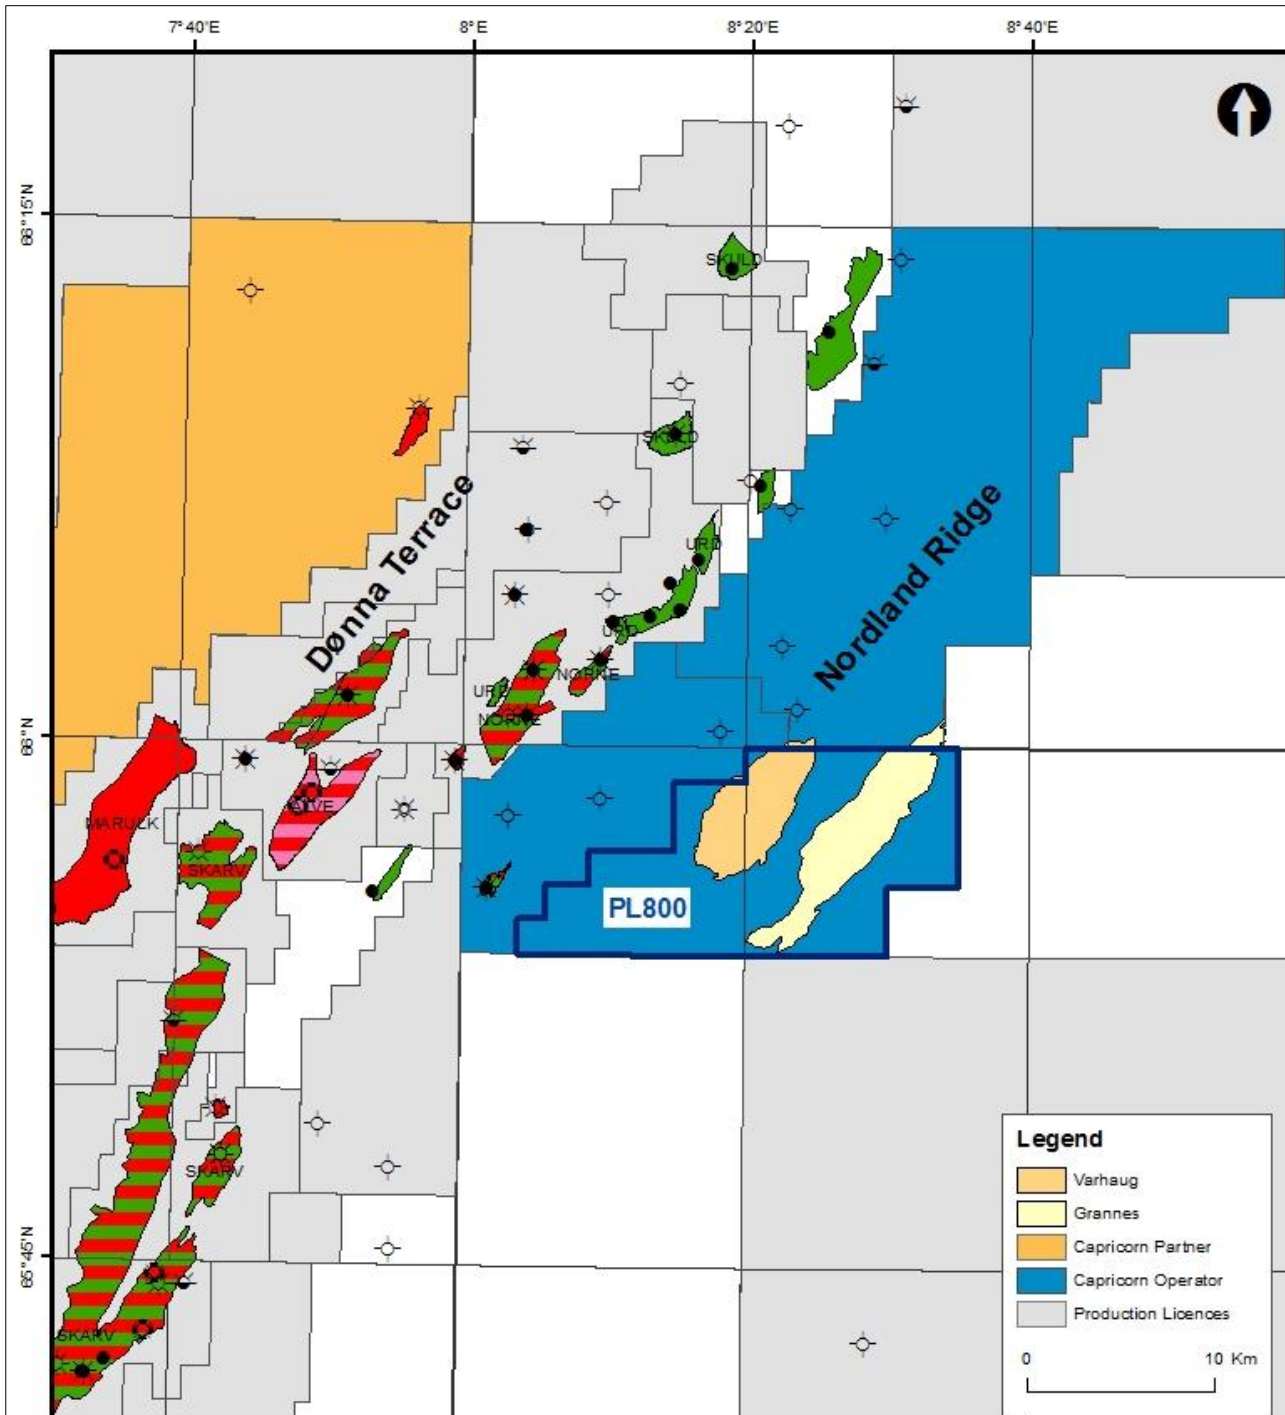 7°40'E
8°E
8°20'E
8°40'E
66°15'N
SKULD
SKULD
Dønna Terrace
Nordland Ridge
URD
URD
NORNE
URD
NORNE
66°N
ALVE
MARULK
SKARV
PL800
SKARV
65°45'N
SKARV
Legend
Varhaug
Grannes
Capricorn Partner
Capricorn Operator
Production Licences
0 10 Km